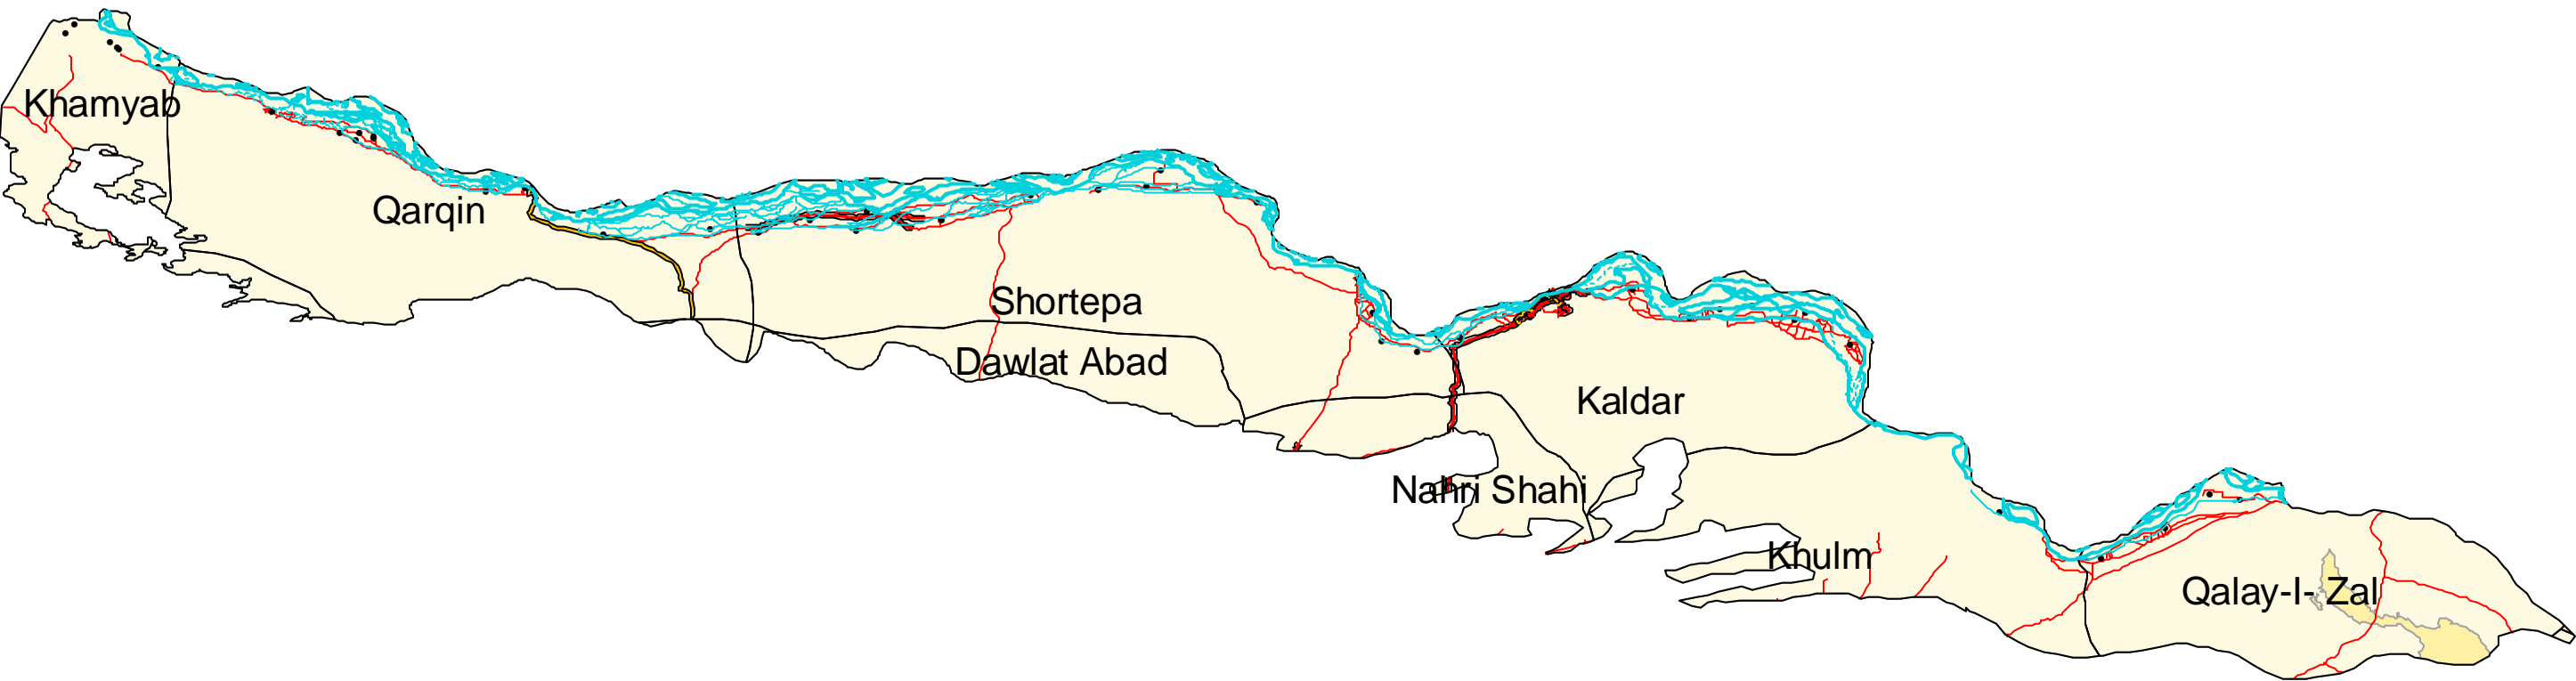 Khamyab
Qarqin
Shortepa
Dawlat Abad
Kaldar
Nahri Shahi
Khulm
Qalay-I- Zal